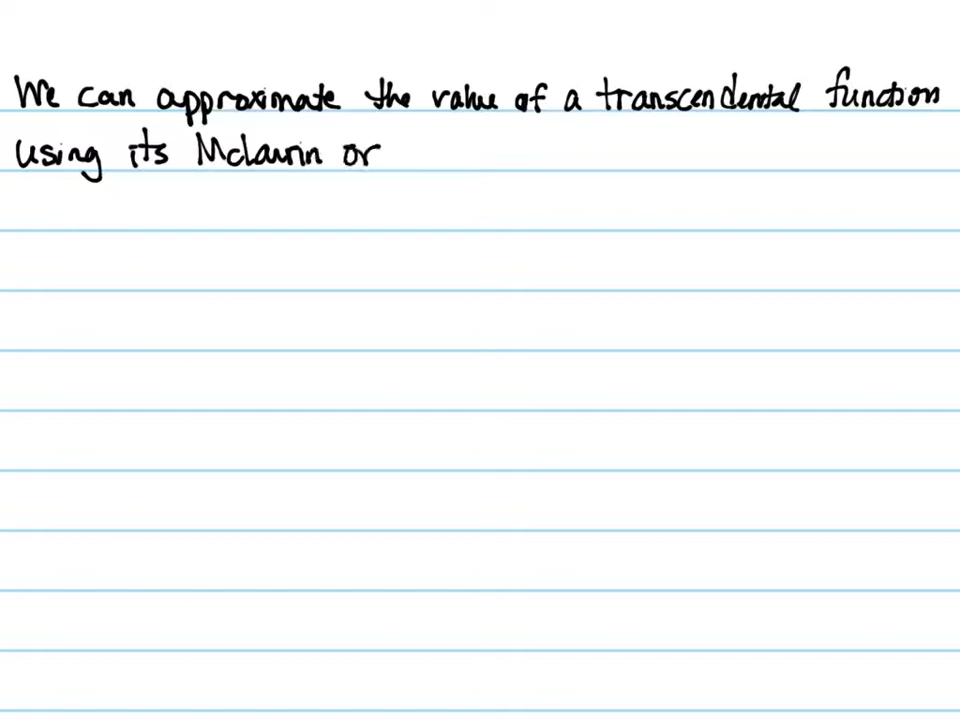 We can approximate the value of a transcendental function
using its Mclaurin or